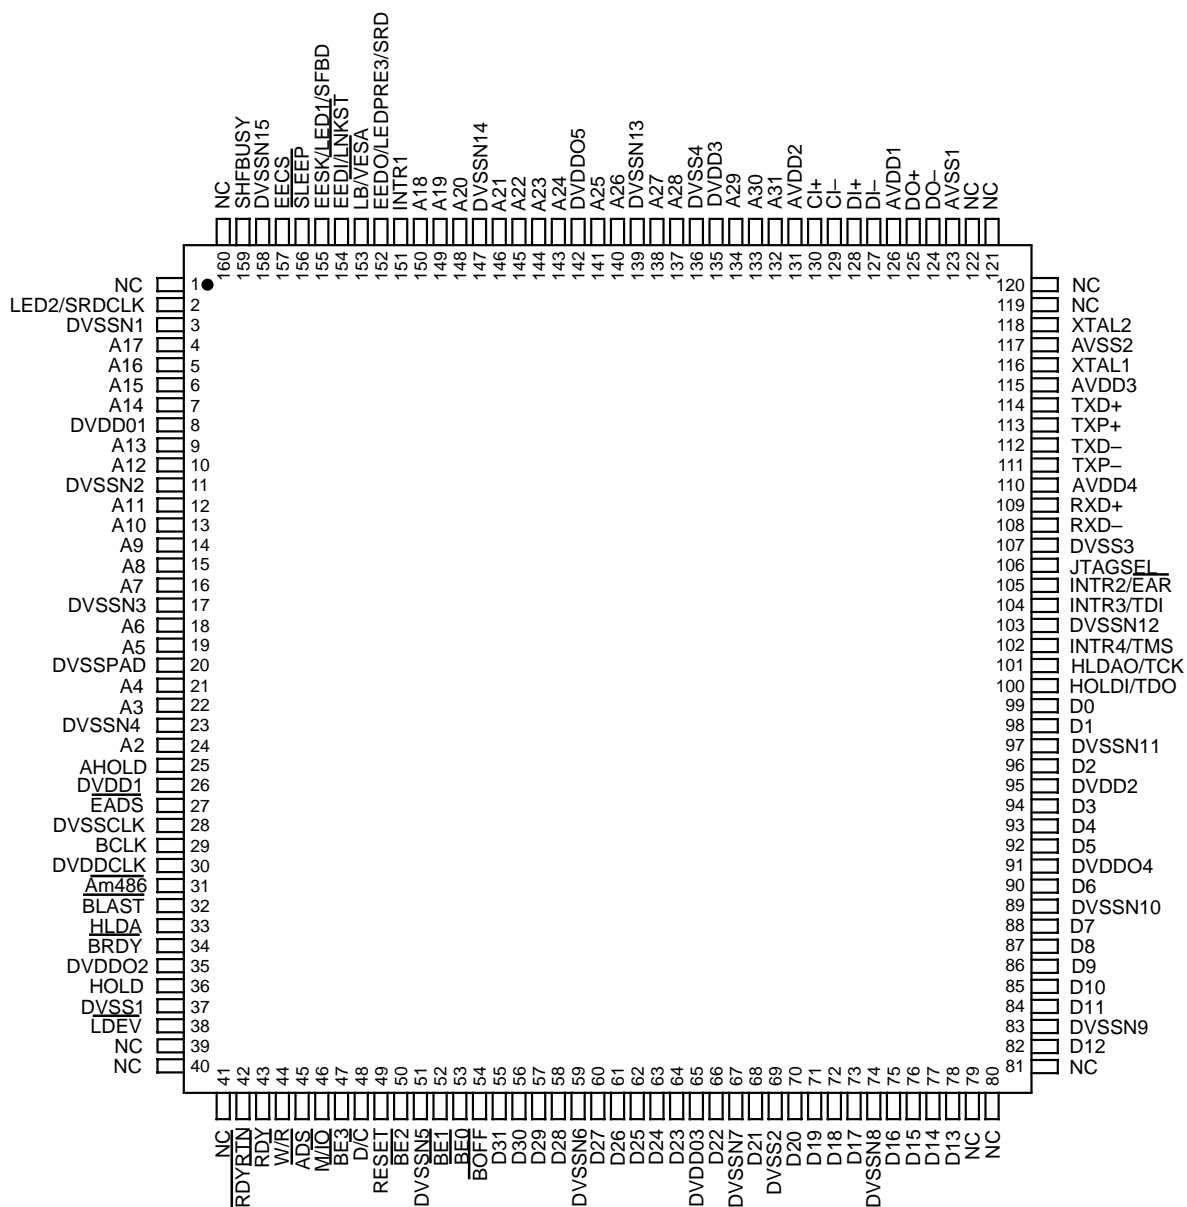 NC
SHFBUSY
DVSSN15
EECS
SLEEP
EESK/LED1/SFBD
EEDI/LNKST
LB/VESA
EEDO/LEDPRE3/SRD
INTR1
A18
A19
A20
DVSSN14
A21
A22
A23
A24
DVDDO5
A25
A26
DVSSN13
A27
A28
DVSS4
DVDD3
A29
A30
A31
AVDD2
CI+
CI–
DI+
DI–
AVDD1
DO+
DO–
AVSS1
NC
NC
160
159
158
157
156
155
154
153
152
151
150
149
148
147
146
145
144
143
142
141
140
139
138
137
136
135
134
133
132
131
130
129
128
127
126
125
124
123
122
121
NC 1
LED2/SRDCLK 2
DVSSN1 3
A17 4
A16 5
A15 6
A14 7
DVDD01 8
A13 9
A12 10
DVSSN2 11
A11 12
A10 13
A9 14
A8 15
A7 16
DVSSN3 17
A6 18
A5 19
DVSSPAD 20
A4 21
A3 22
DVSSN4 23
A2 24
AHOLD 25
DVDD1 26
EADS 27
DVSSCLK 28
BCLK 29
DVDDCLK 30
Am486 31
BLAST 32
HLDA 33
BRDY 34
DVDDO2 35
HOLD 36
DVSS1 37
LDEV 38
NC 39
NC 40
120 NC
119 NC
118 XTAL2
117 AVSS2
116 XTAL1
115 AVDD3
114 TXD+
113 TXP+
112 TXD–
111 TXP–
110 AVDD4
109 RXD+
108 RXD–
107 DVSS3
106 JTAGSEL
105 INTR2/EAR
104 INTR3/TDI
103 DVSSN12
102 INTR4/TMS
101 HLDAO/TCK
100 HOLDI/TDO
99 D0
98 D1
97 DVSSN11
96 D2
95 DVDD2
94 D3
93 D4
92 D5
91 DVDDO4
90 D6
89 DVSSN10
88 D7
87 D8
86 D9
85 D10
84 D11
83 DVSSN9
82 D12
81 NC
41
42
43
44
45
46
47
48
49
50
51
52
53
54
55
56
57
58
59
60
61
62
63
64
65
66
67
68
69
70
71
72
73
74
75
76
77
78
79
80
NC
RDYRTN
RDY
W/R
ADS
M/IO
BE3
D/C
RESET
BE2
DVSSN5
BE1
BE0
BOFF
D31
D30
D29
D28
DVSSN6
D27
D26
D25
D24
D23
DVDD03
D22
DVSSN7
D21
DVSS2
D20
D19
D18
D17
DVSSN8
D16
D15
D14
D13
NC
NC